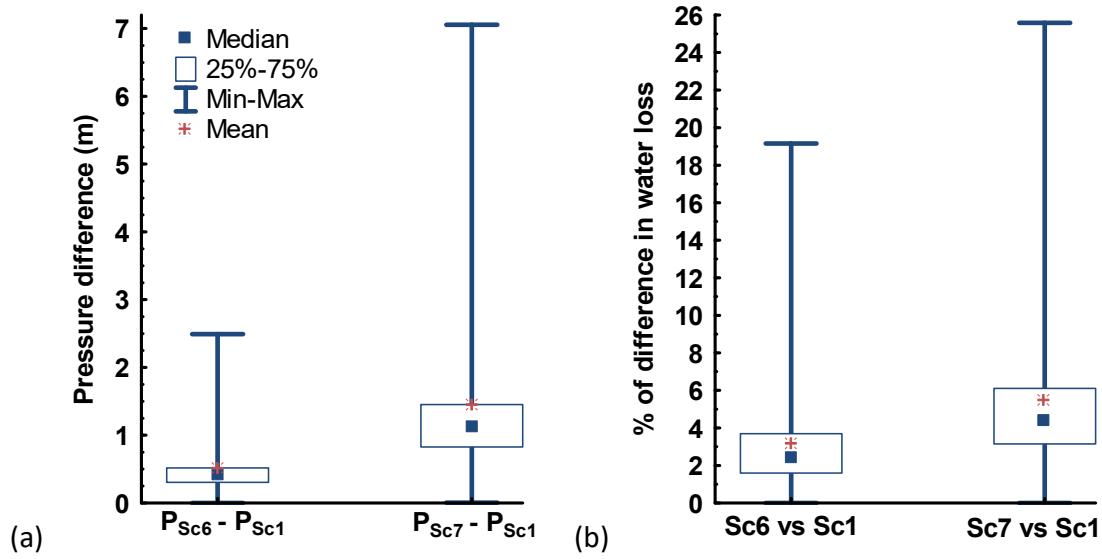 Pressure difference (m)
7
6
5
4
3
2
1
0
Median
25%-75%
Min-Max
Mean
PSc6 - PSc1
PSc7 - PSc1
(a)
% of difference in water loss
26
24
22
20
18
16
14
12
10
8
6
4
2
0
Sc6 vs Sc1
Sc7 vs Sc1
(b)